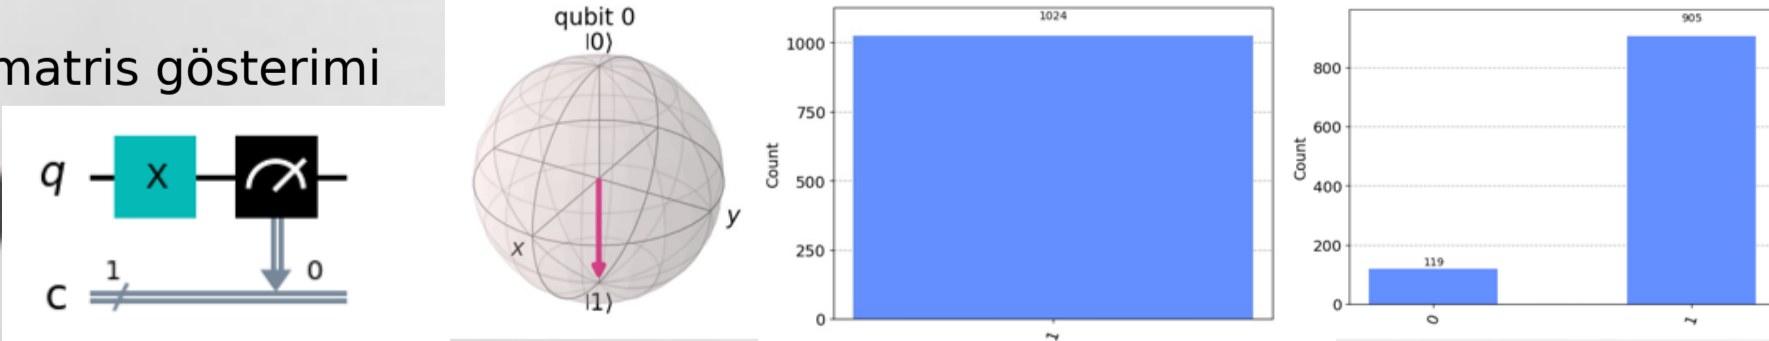 matris gösterimi
q
X
1
0
c
qubit 0
|0⟩
x
y
|1⟩
1024
1000
750
500
250
0
Count
1
905
800
600
400
200
0
Count
119
0
1